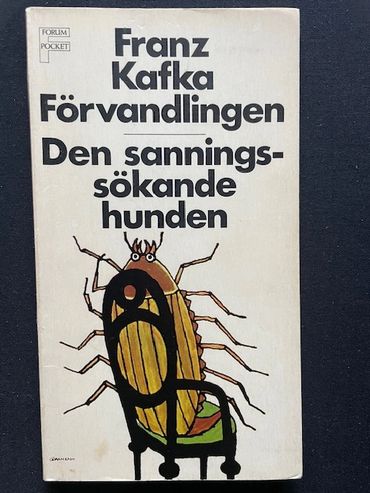 FORUM
POCKET
Franz
Kafka
Förvandlingen
Den sannings-
sökande
hunden